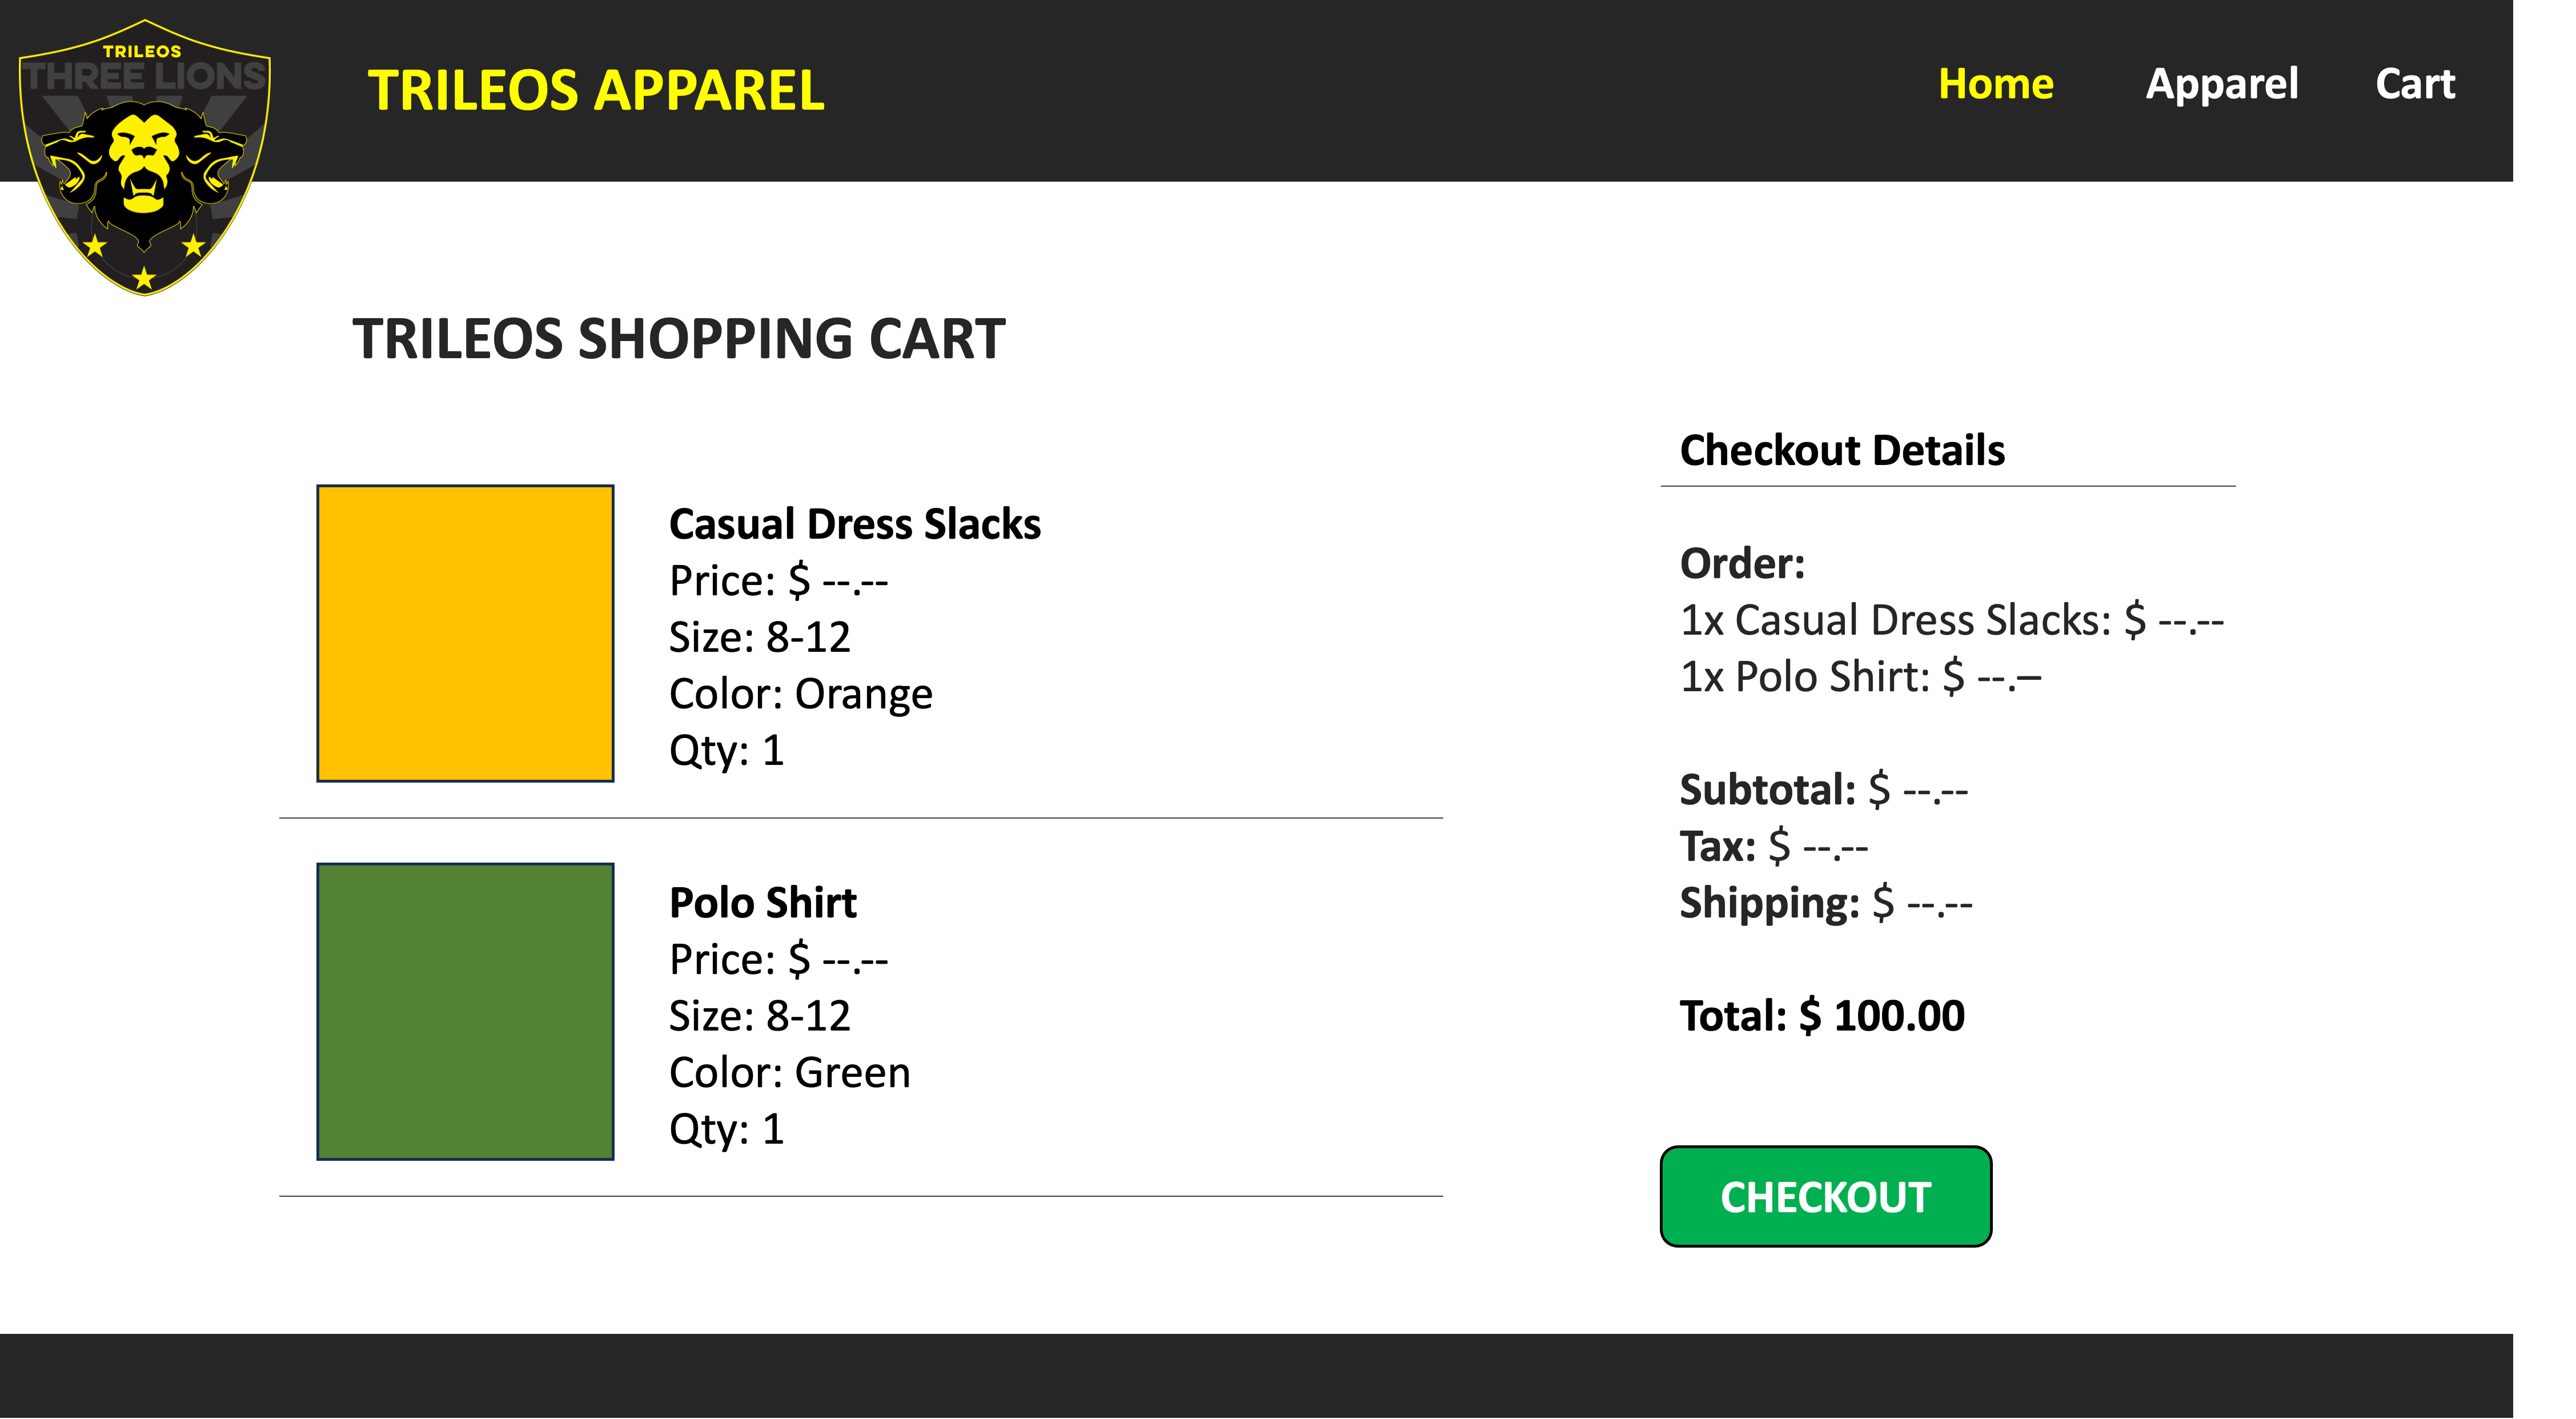 TRILEOS
THREE LIONS
TRILEOS APPAREL
Home
Apparel
Cart
TRILEOS SHOPPING CART
Casual Dress Slacks
Price: $ --.--
Size: 8-12
Color: Orange
Qty: 1
Polo Shirt
Price: $ --.--
Size: 8-12
Color: Green
Qty: 1
Checkout Details
Order:
1x Casual Dress Slacks: $ --.--
1x Polo Shirt: $ --.–
Subtotal: $ --.--
Tax: $ --.--
Shipping: $ --.--
Total: $ 100.00
CHECKOUT